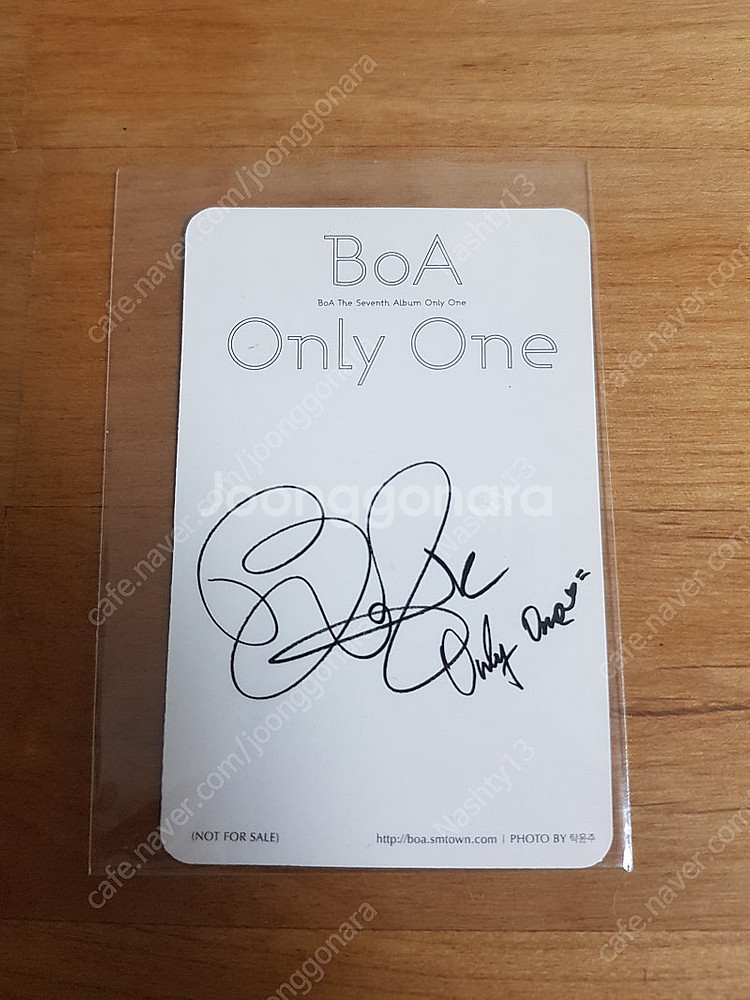 BoA
BoA The Seventh Album Only One
Only One
Joonggonara
BoA
Only One
(NOT FOR SALE)
http://boa.smtown.com | PHOTO BY 탁윤주
cafe.naver.com/joonggonara
Nashty13